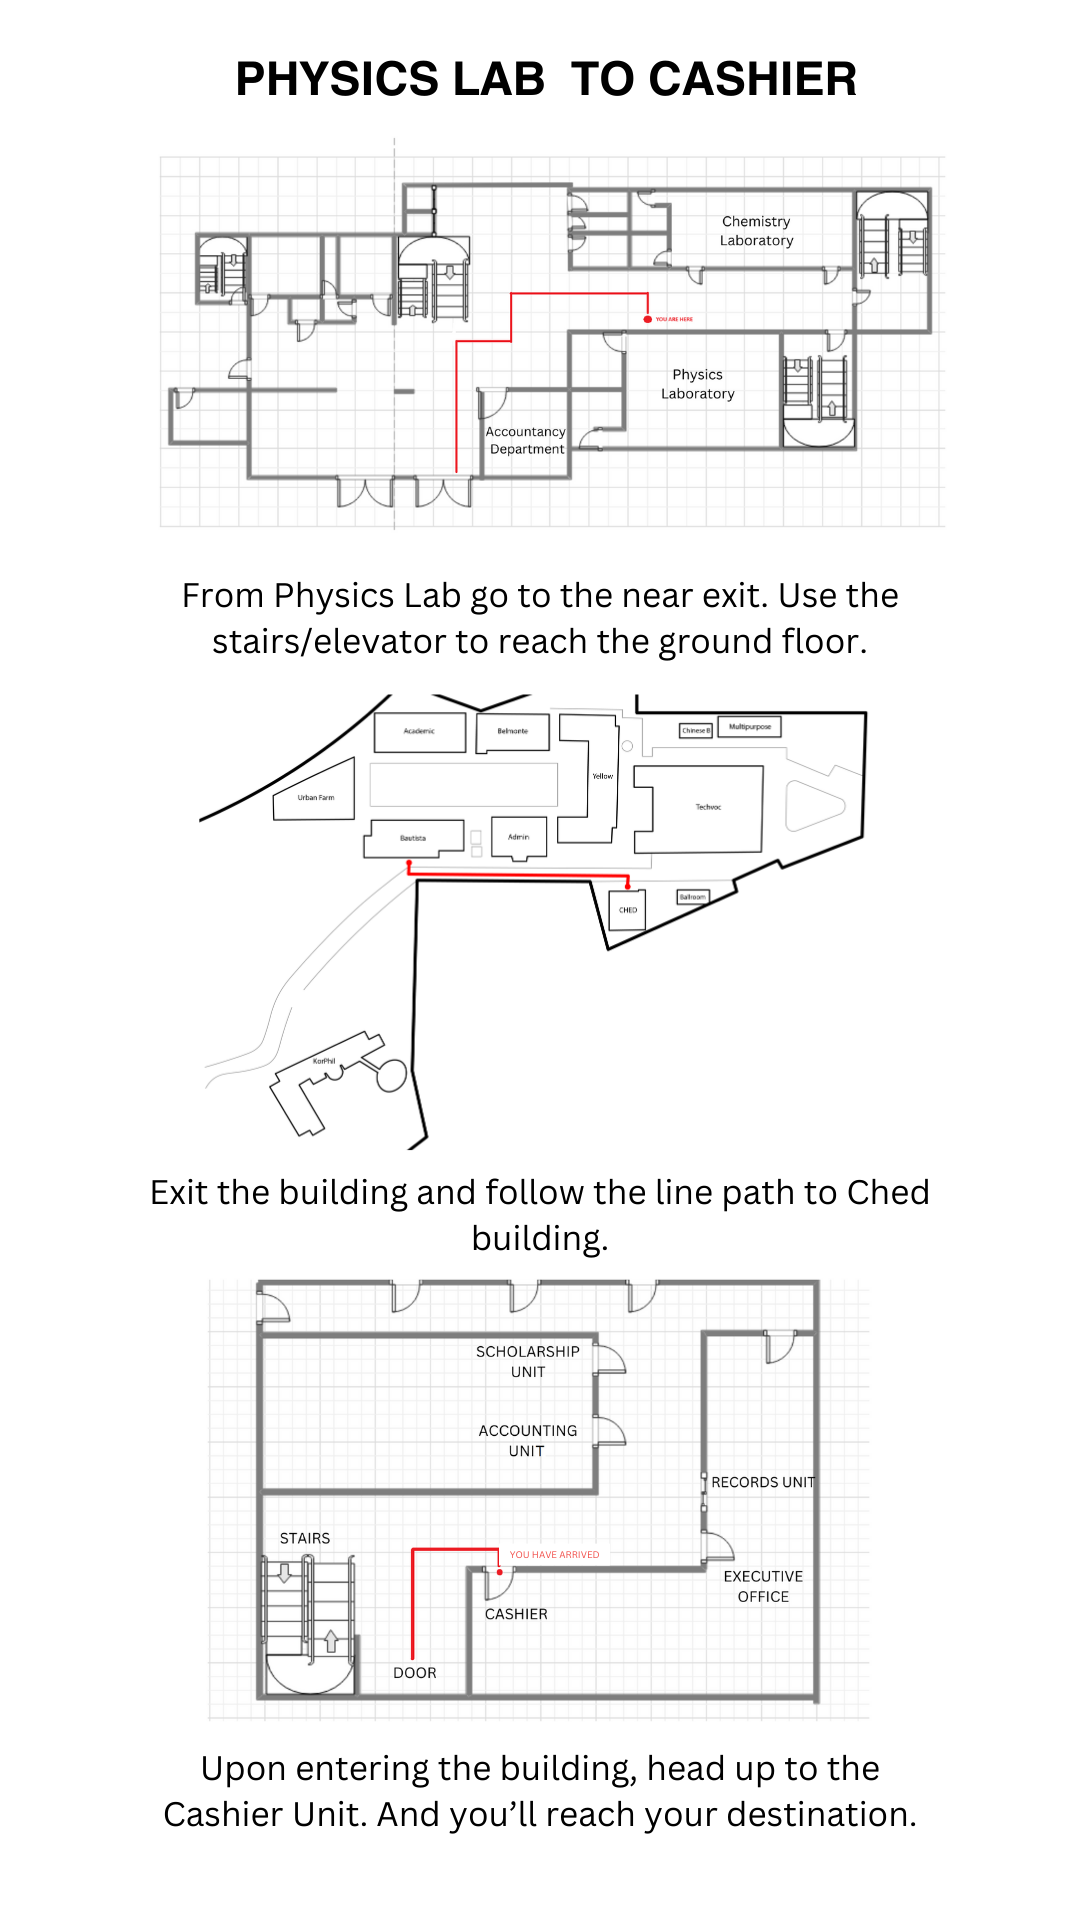 PHYSICS LAB TO CASHIER
Chemistry
Laboratory
YOU ARE HERE
Physics
Laboratory
Accountancy
Department
From Physics Lab go to the near exit. Use the
stairs/elevator to reach the ground floor.
Academic
Belmonte
Chinese B
Multipurpose
Yellow
Urban Farm
Techvoc
Bautista
Admin
CHED
Ballroom
KorPhil
Exit the building and follow the line path to Ched
building.
SCHOLARSHIP
UNIT
ACCOUNTING
UNIT
RECORDS UNIT
STAIRS
YOU HAVE ARRIVED
EXECUTIVE
OFFICE
CASHIER
DOOR
Upon entering the building, head up to the
Cashier Unit. And you’ll reach your destination.